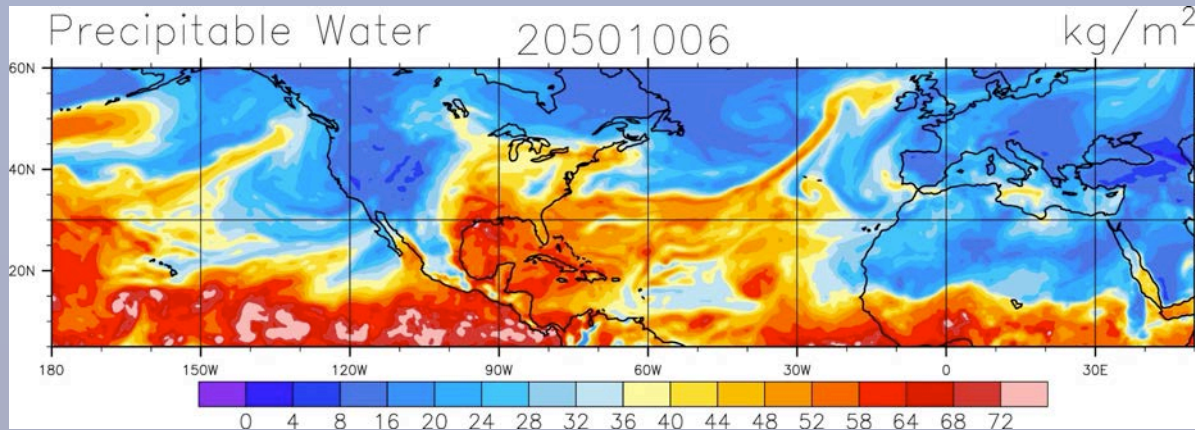 Precipitable Water 20501006 kg/m²
60N
40N
20N
180 150W 120W 90W 60W 30W 0 30E
0 4 8 16 20 24 28 32 36 40 44 48 52 58 64 68 72